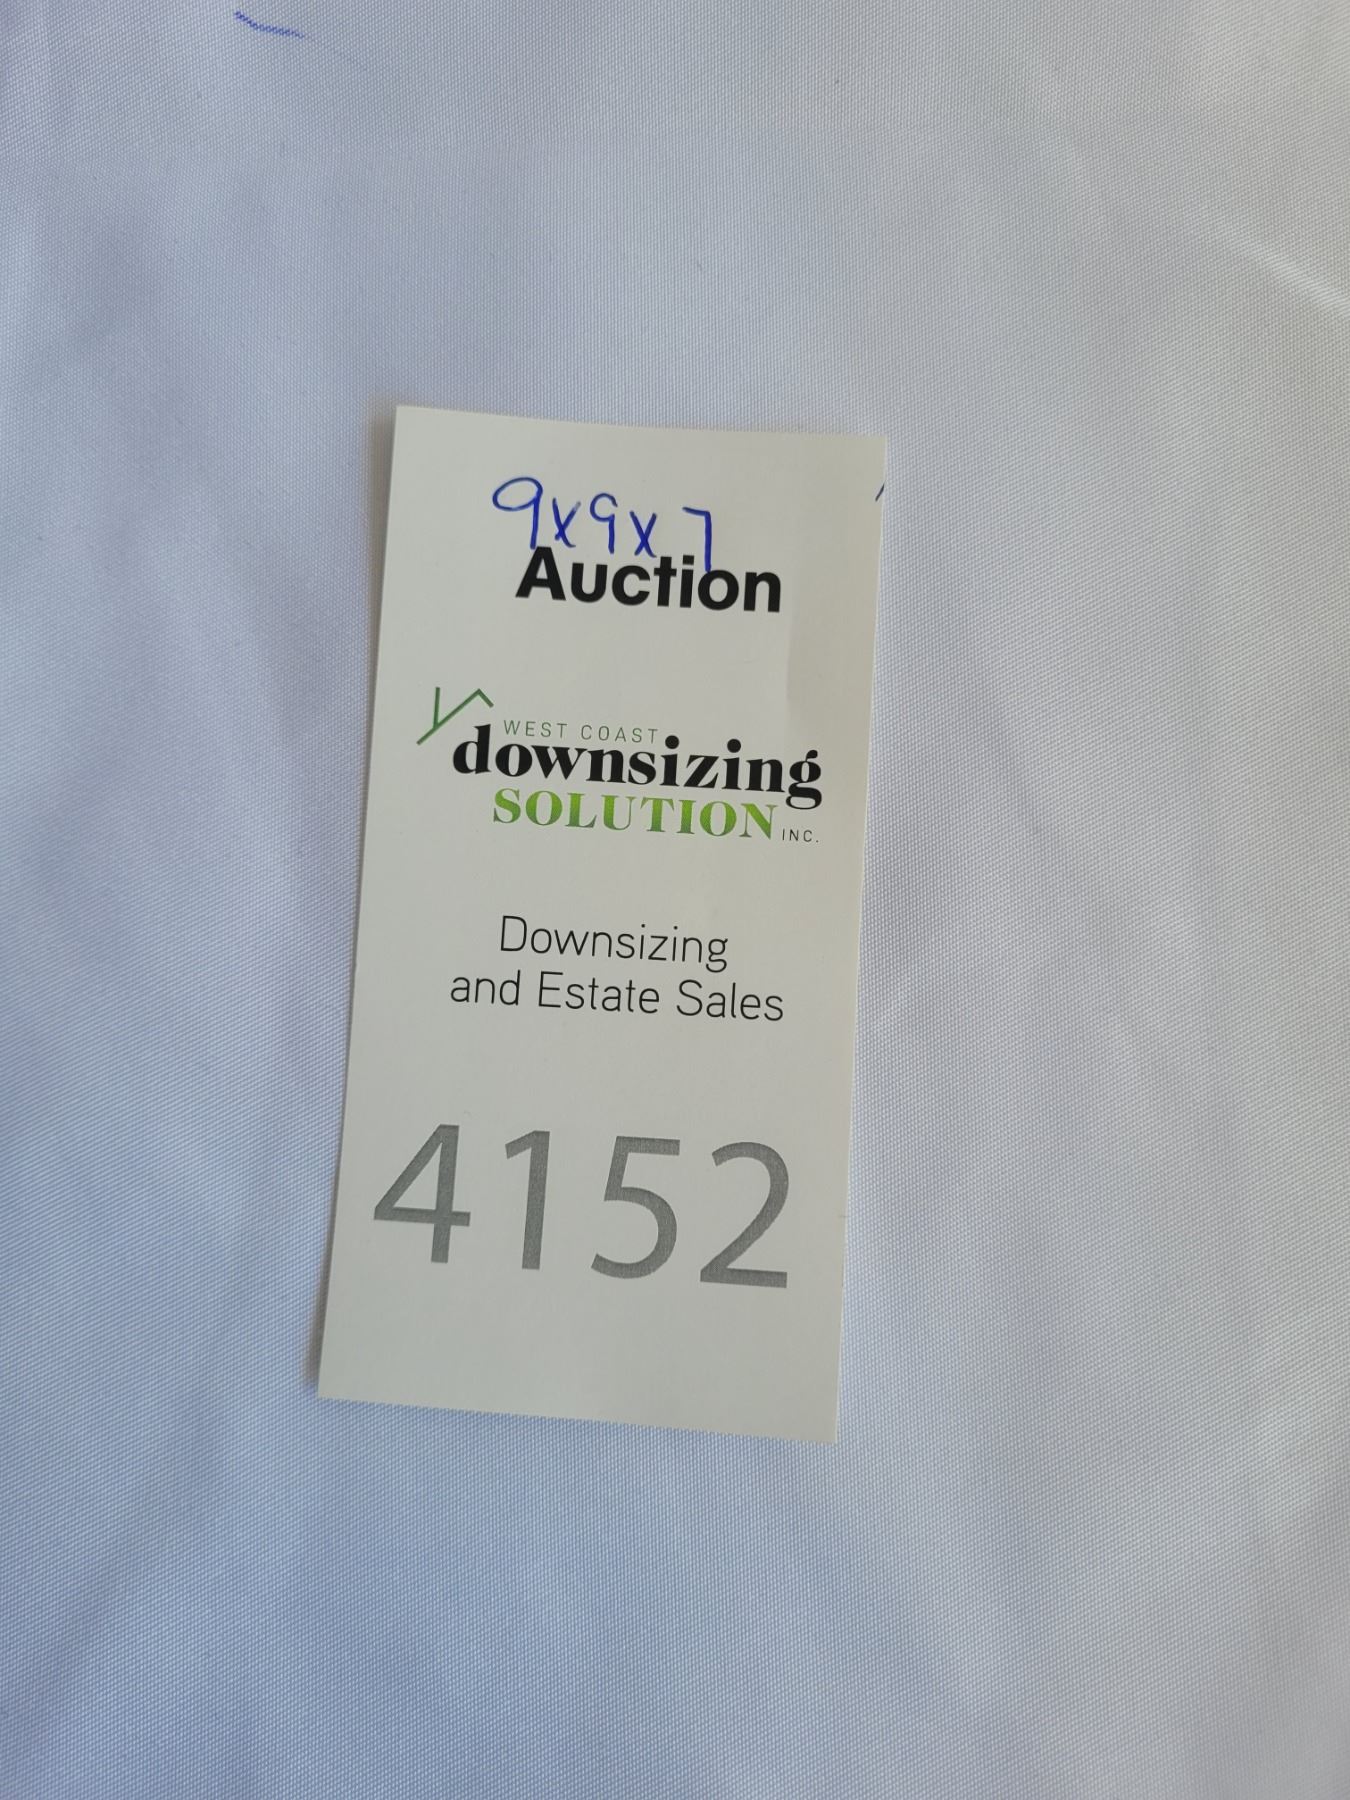 9x9x7
Auction
WEST COAST
downsizing
SOLUTION INC.
Downsizing
and Estate Sales
4152